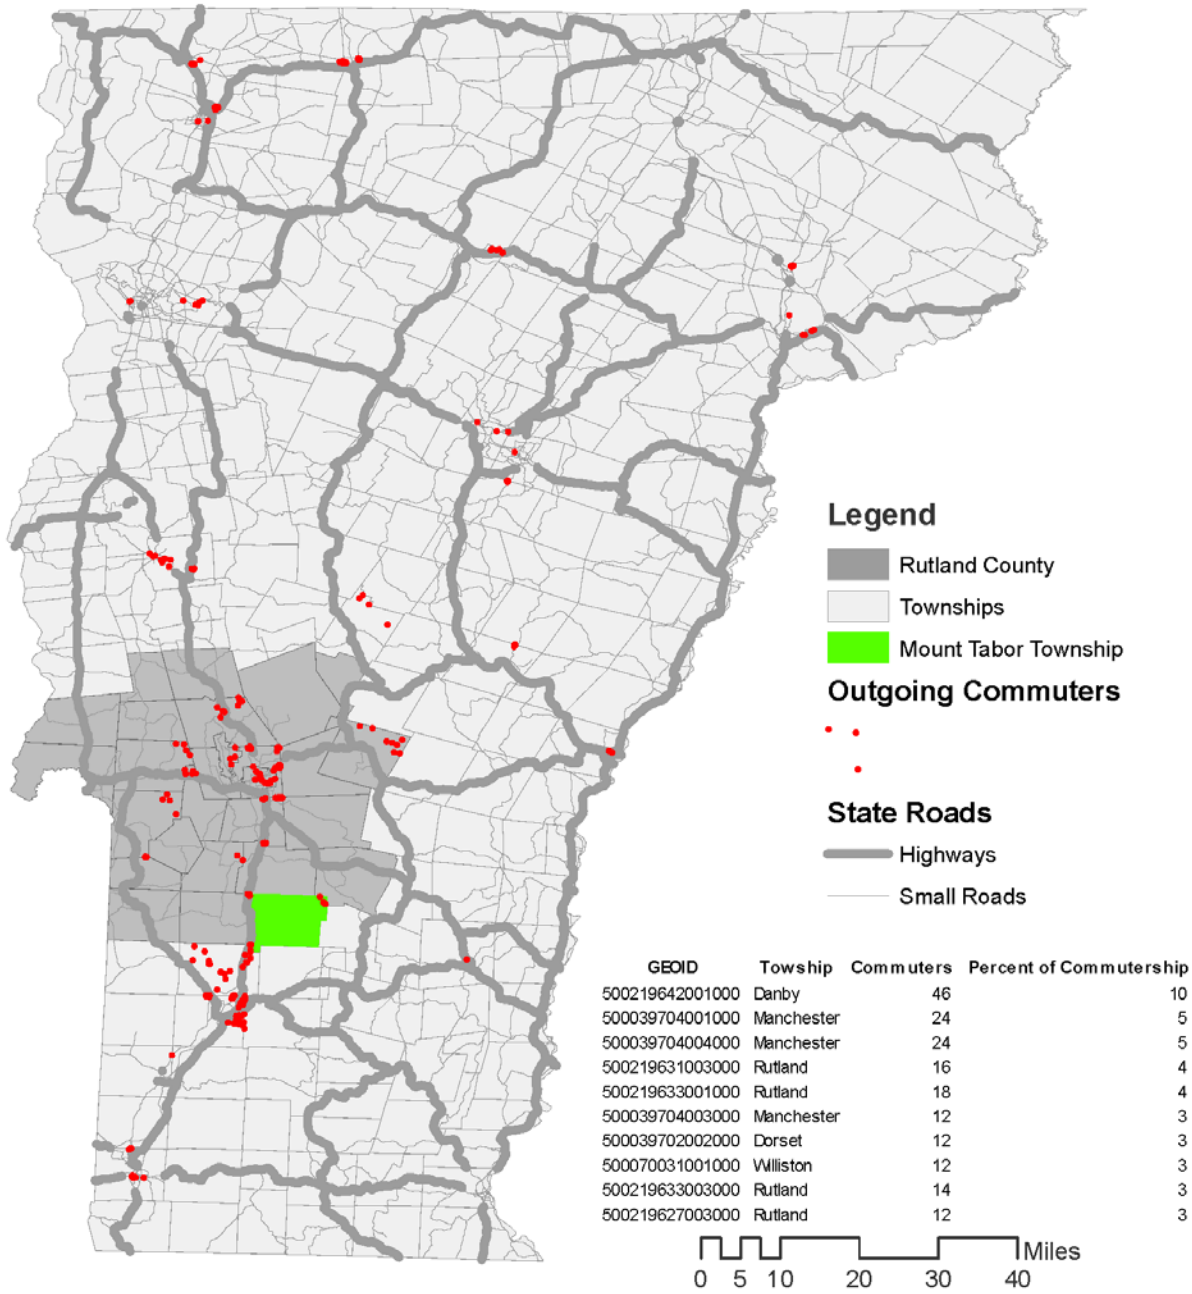 Legend
Rutland County
Townships
Mount Tabor Township
Outgoing Commuters
State Roads
Highways
Small Roads
GEOID Towship Commuters Percent of Commutership
500219642001000 Danby 46 10
500039704001000 Manchester 24 5
500039704004000 Manchester 24 5
500219631003000 Rutland 16 4
500219633001000 Rutland 18 4
500039704003000 Manchester 12 3
500039702002000 Dorset 12 3
500070031001000 Williston 12 3
500219633003000 Rutland 14 3
500219627003000 Rutland 12 3
Miles
0 5 10 20 30 40